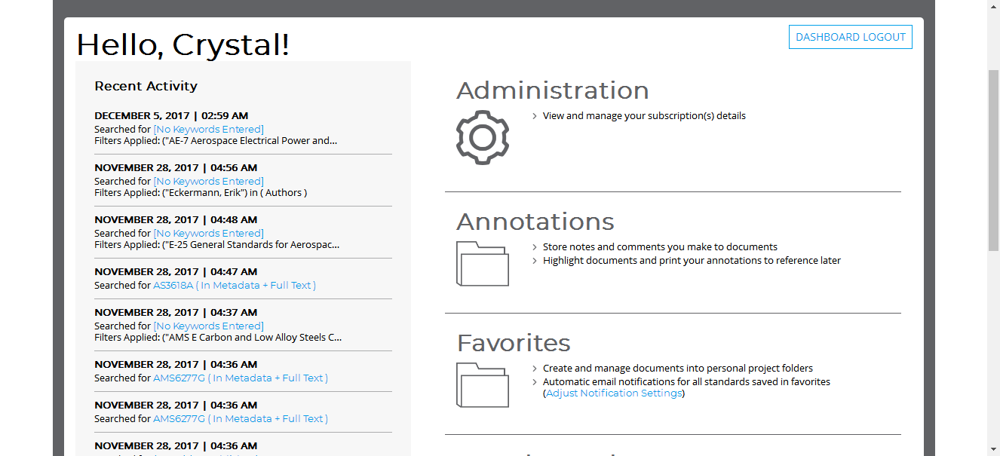 Hello, Crystal!
DASHBOARD LOGOUT
Recent Activity
DECEMBER 5, 2017 | 02:59 AM
Searched for [No Keywords Entered]
Filters Applied: ("AE-7 Aerospace Electrical Power and...
NOVEMBER 28, 2017 | 04:56 AM
Searched for [No Keywords Entered]
Filters Applied: ("Eckermann, Erik") in ( Authors )
NOVEMBER 28, 2017 | 04:48 AM
Searched for [No Keywords Entered]
Filters Applied: ("E-25 General Standards for Aerospac...
NOVEMBER 28, 2017 | 04:47 AM
Searched for AS3618A ( In Metadata + Full Text )
NOVEMBER 28, 2017 | 04:37 AM
Searched for [No Keywords Entered]
Filters Applied: ("AMS E Carbon and Low Alloy Steels C...
NOVEMBER 28, 2017 | 04:36 AM
Searched for AMS6277G ( In Metadata + Full Text )
NOVEMBER 28, 2017 | 04:36 AM
Searched for AMS6277G ( In Metadata + Full Text )
NOVEMBER 28, 2017 | 04:36 AM
Administration
> View and manage your subscription(s) details
Annotations
> Store notes and comments you make to documents
> Highlight documents and print your annotations to reference later
Favorites
> Create and manage documents into personal project folders
> Automatic email notifications for all standards saved in favorites
(Adjust Notification Settings)